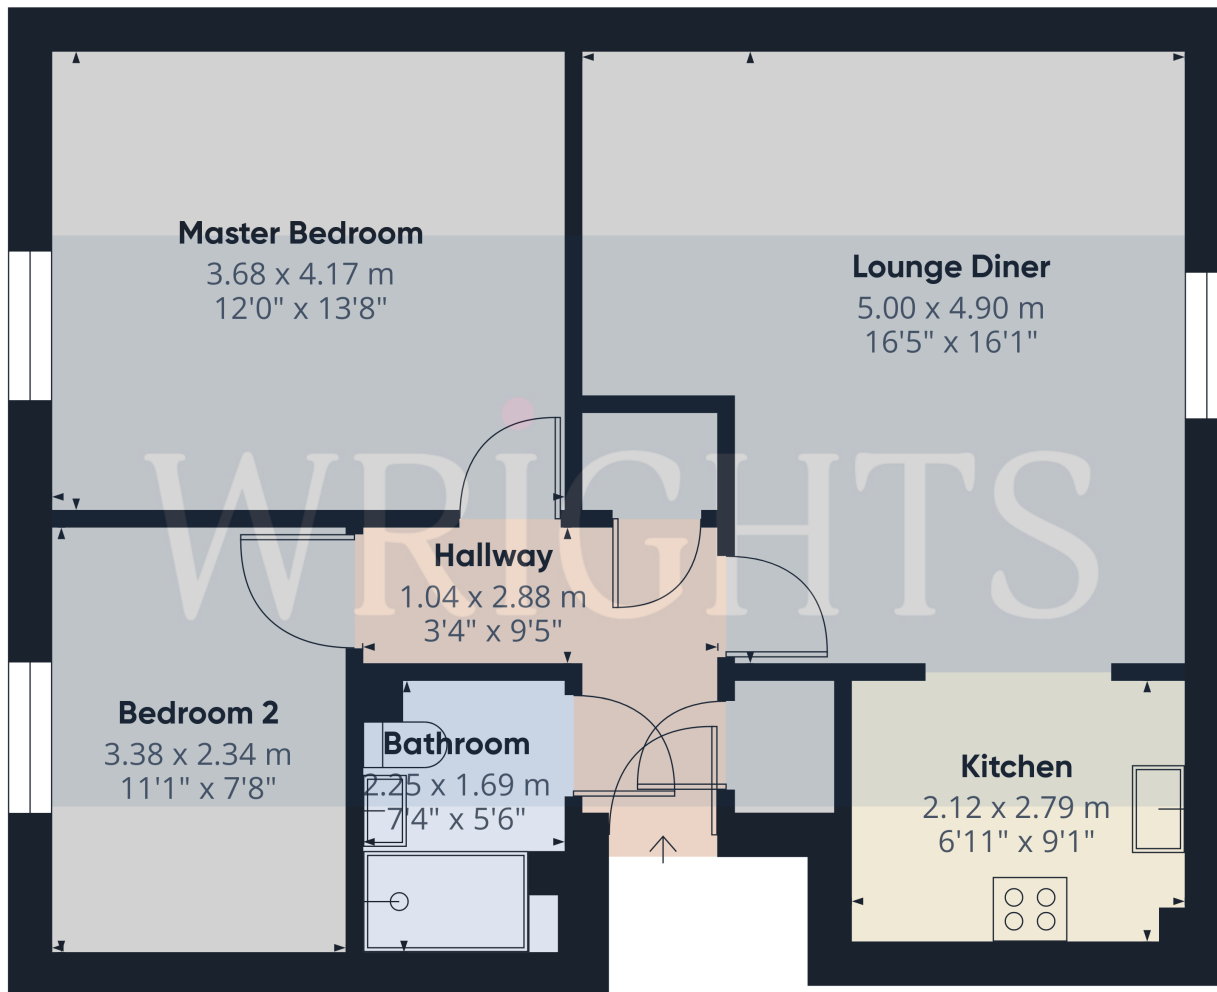 Master Bedroom
3.68 x 4.17 m
12'0" x 13'8"
Lounge Diner
5.00 x 4.90 m
16'5" x 16'1"
WRiGHTS
Hallway
1.04 x 2.88 m
3'4" x 9'5"
Bedroom 2
3.38 x 2.34 m
11'1" x 7'8"
Bathroom
2.25 x 1.69 m
7'4" x 5'6"
Kitchen
2.12 x 2.79 m
6'11" x 9'1"